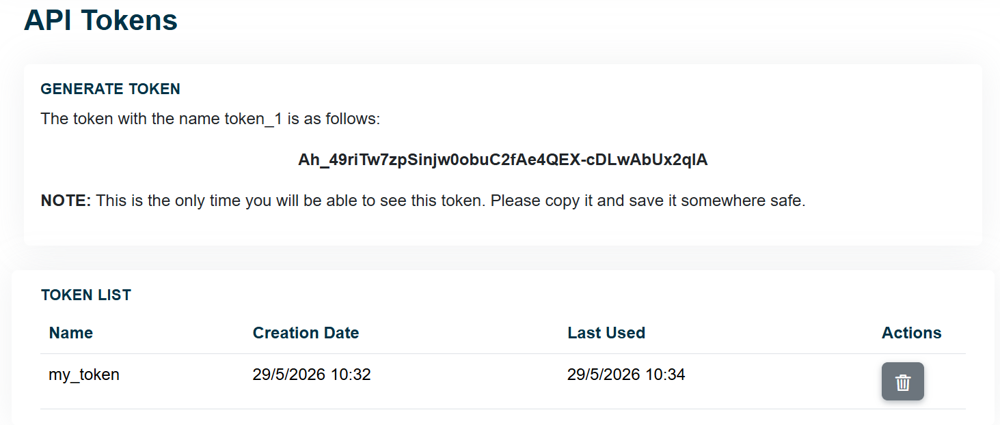 API Tokens
GENERATE TOKEN
The token with the name token_1 is as follows:
Ah_49riTw7zpSinjw0obuC2fAe4QEX-cDLwAbUx2qIA
NOTE: This is the only time you will be able to see this token. Please copy it and save it somewhere safe.
TOKEN LIST
Name Creation Date Last Used Actions
my_token 29/5/2026 10:32 29/5/2026 10:34